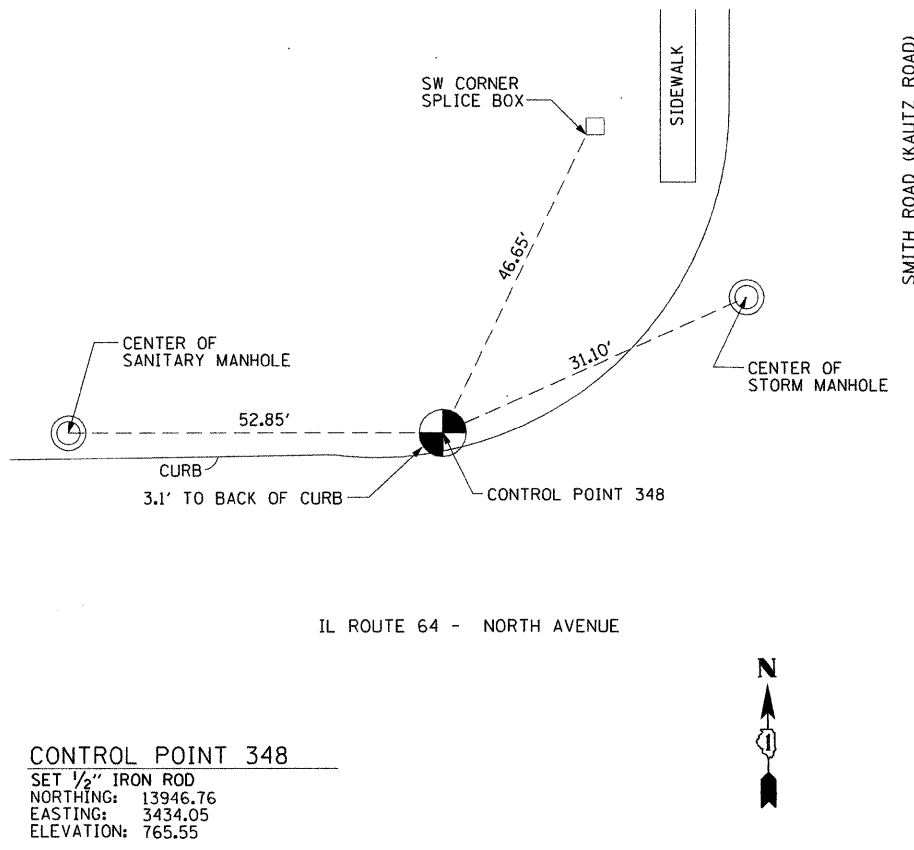 SW CORNER
SPLICE BOX
SIDEWALK
SMITH ROAD (KAUTZ ROAD)
46.65'
31.10'
CENTER OF
SANITARY MANHOLE
CENTER OF
STORM MANHOLE
52.85'
CURB
3.1' TO BACK OF CURB
CONTROL POINT 348
IL ROUTE 64 - NORTH AVENUE
N
1
CONTROL POINT 348
SET 1/2" IRON ROD
NORTHING: 13946.76
EASTING: 3434.05
ELEVATION: 765.55